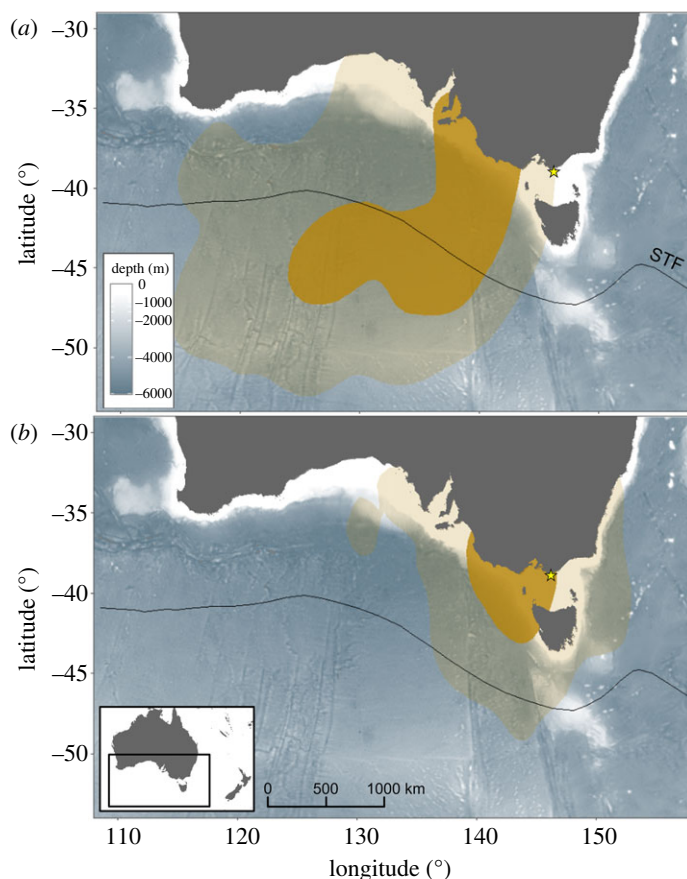 (a)
–30
–35
–40
–45
–50
latitude (°)
STF
depth (m)
0
–1000
–2000
–4000
–6000
(b)
–30
–35
–40
–45
–50
latitude (°)
0 500 1000 km
110 120 130 140 150
longitude (°)